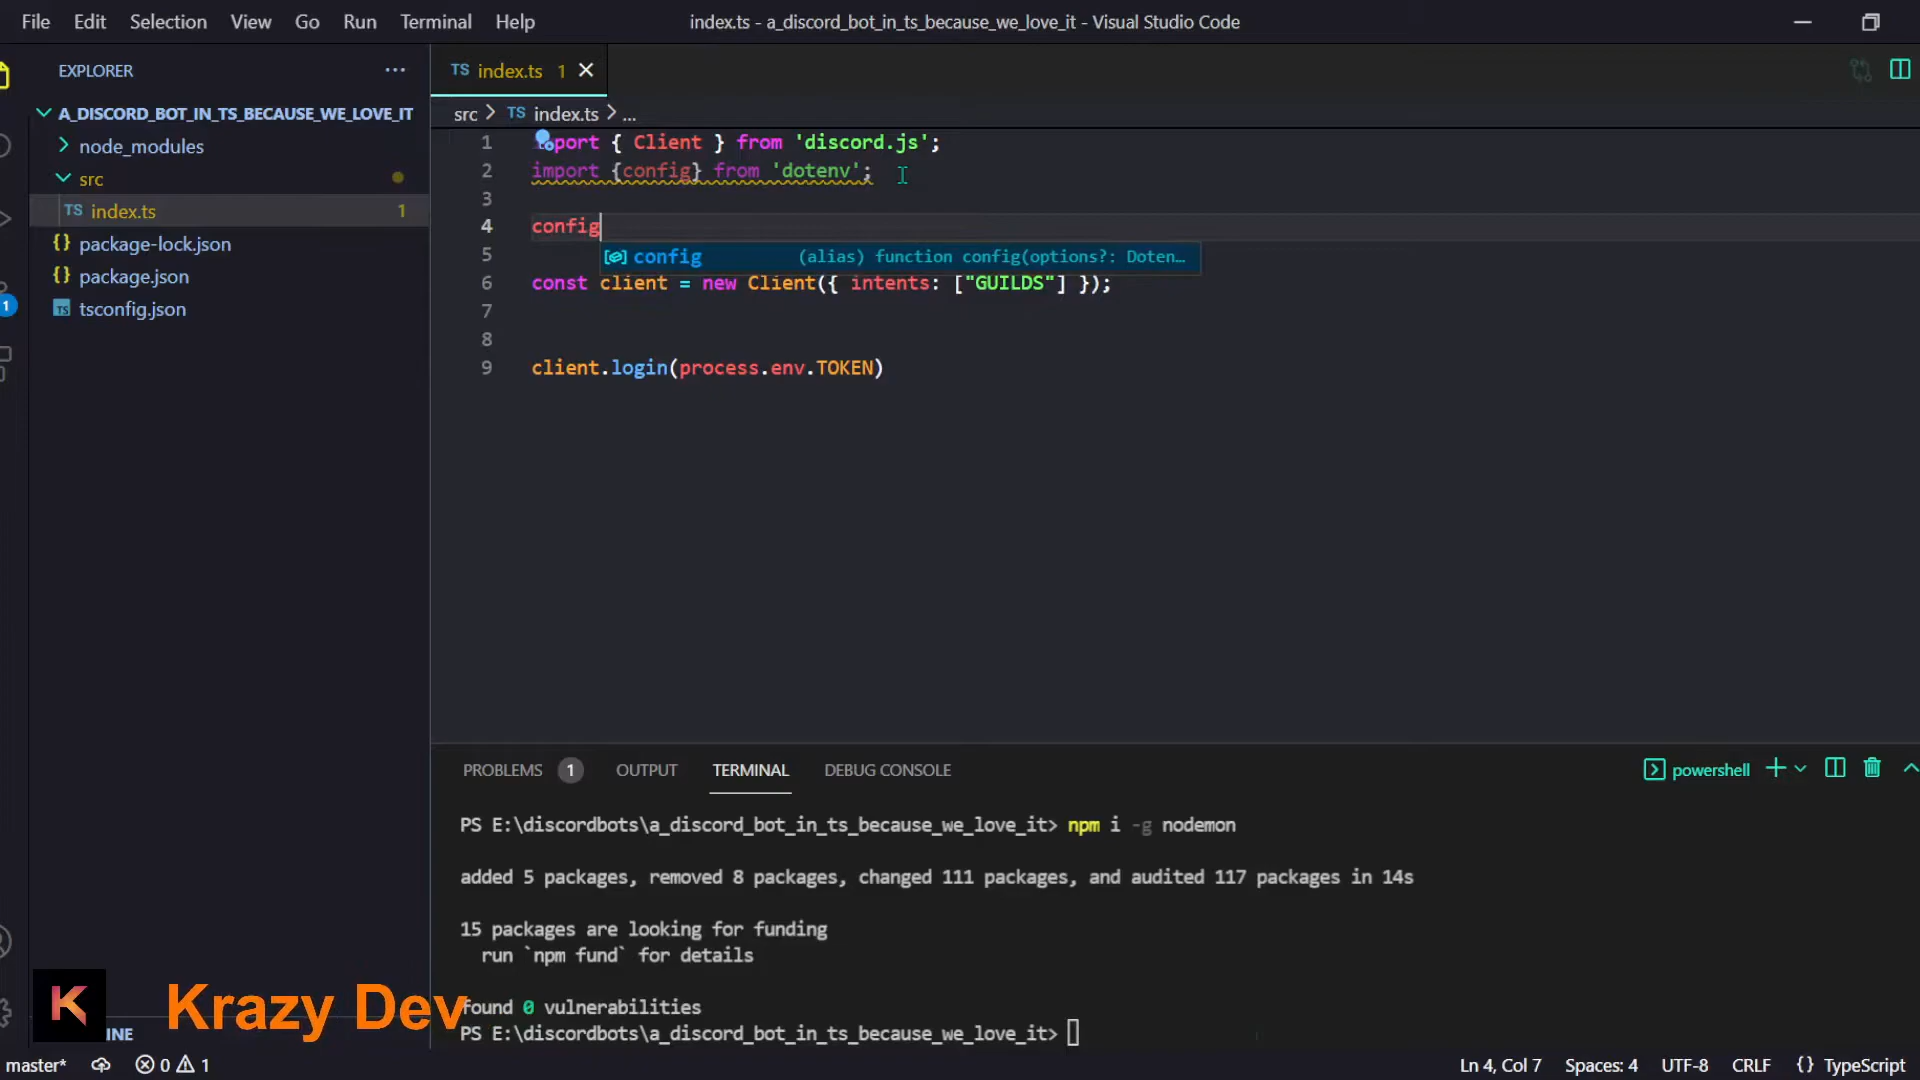 File Edit Selection View Go Run Terminal Help index.ts - a_discord_bot_in_ts_because_we_love_it - Visual Studio Code
EXPLORER ···
TS index.ts 1
A_DISCORD_BOT_IN_TS_BECAUSE_WE_LOVE_IT
src > TS index.ts > ...
node_modules
src
TS index.ts 1
{} package-lock.json
{} package.json
TS tsconfig.json
1
1 port { Client } from 'discord.js';
2 import {config} from 'dotenv';
3
4 config
config (alias) function config(options?: Doten…
5
6 const client = new Client({ intents: ["GUILDS"] });
7
8
9 client.login(process.env.TOKEN)
PROBLEMS 1 OUTPUT TERMINAL DEBUG CONSOLE powershell
PS E:\discordbots\a_discord_bot_in_ts_because_we_love_it> npm i -g nodemon
added 5 packages, removed 8 packages, changed 111 packages, and audited 117 packages in 14s
15 packages are looking for funding
run `npm fund` for details
found 0 vulnerabilities
PS E:\discordbots\a_discord_bot_in_ts_because_we_love_it>
K Krazy Dev
INE
master* 0 1 Ln 4, Col 7 Spaces: 4 UTF-8 CRLF {} TypeScript